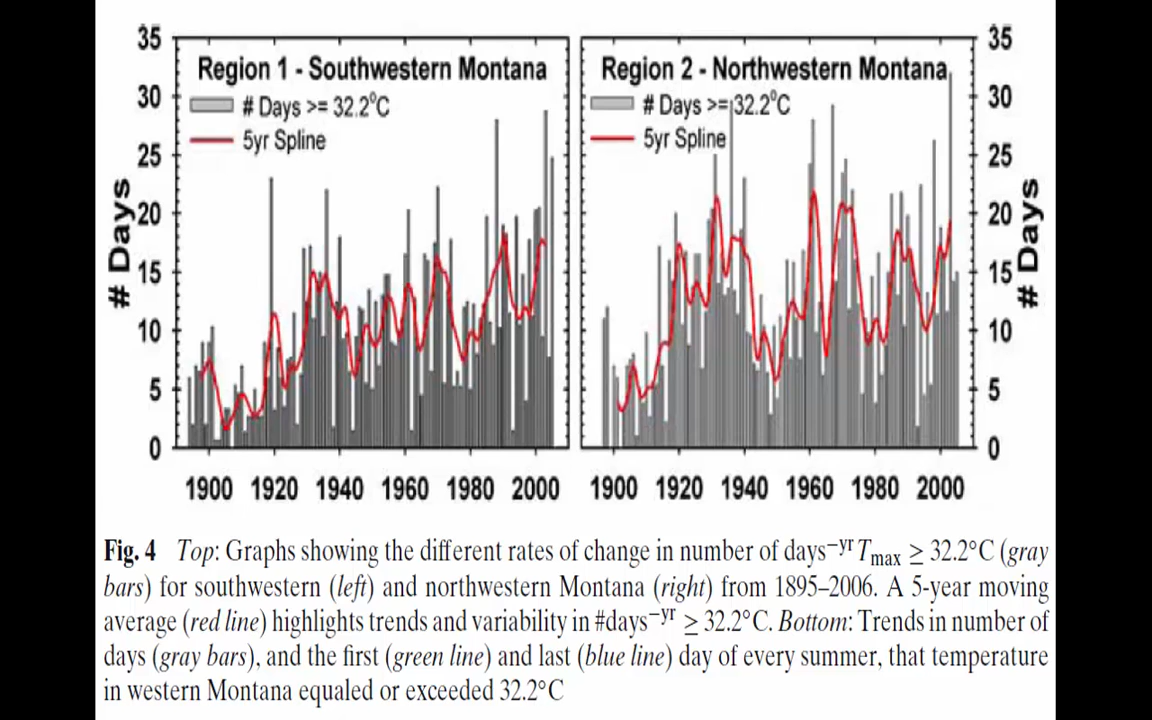 35 35
Region 1 - Southwestern Montana Region 2 - Northwestern Montana
30 30
# Days >= 32.2°C # Days >= 32.2°C
5yr Spline 5yr Spline
25 25
# Days # Days
20 20
15 15
10 10
5 5
0 0
1900 1920 1940 1960 1980 2000 1900 1920 1940 1960 1980 2000
Fig. 4 Top: Graphs showing the different rates of change in number of days−yr Tmax ≥ 32.2°C (gray
bars) for southwestern (left) and northwestern Montana (right) from 1895–2006. A 5-year moving
average (red line) highlights trends and variability in #days−yr ≥ 32.2°C. Bottom: Trends in number of
days (gray bars), and the first (green line) and last (blue line) day of every summer, that temperature
in western Montana equaled or exceeded 32.2°C